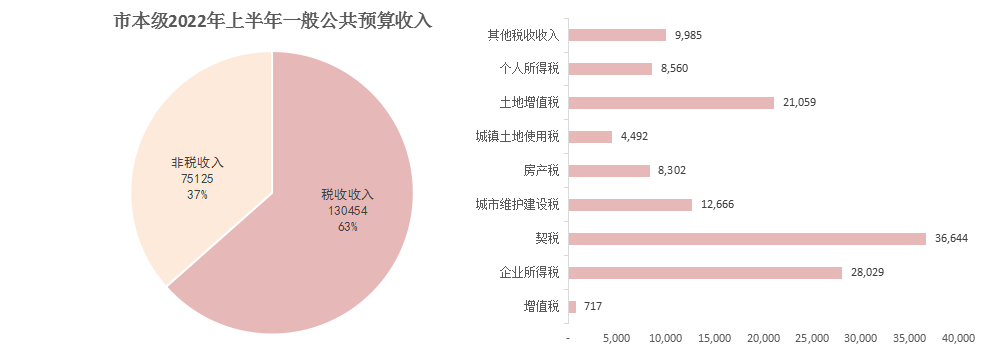 市本级2022年上半年一般公共预算收入
非税收入
75125
37%
税收收入
130454
63%
其他税收收入 9,985
个人所得税 8,560
土地增值税 21,059
城镇土地使用税 4,492
房产税 8,302
城市维护建设税 12,666
契税 36,644
企业所得税 28,029
增值税 717
- 5,000 10,000 15,000 20,000 25,000 30,000 35,000 40,000